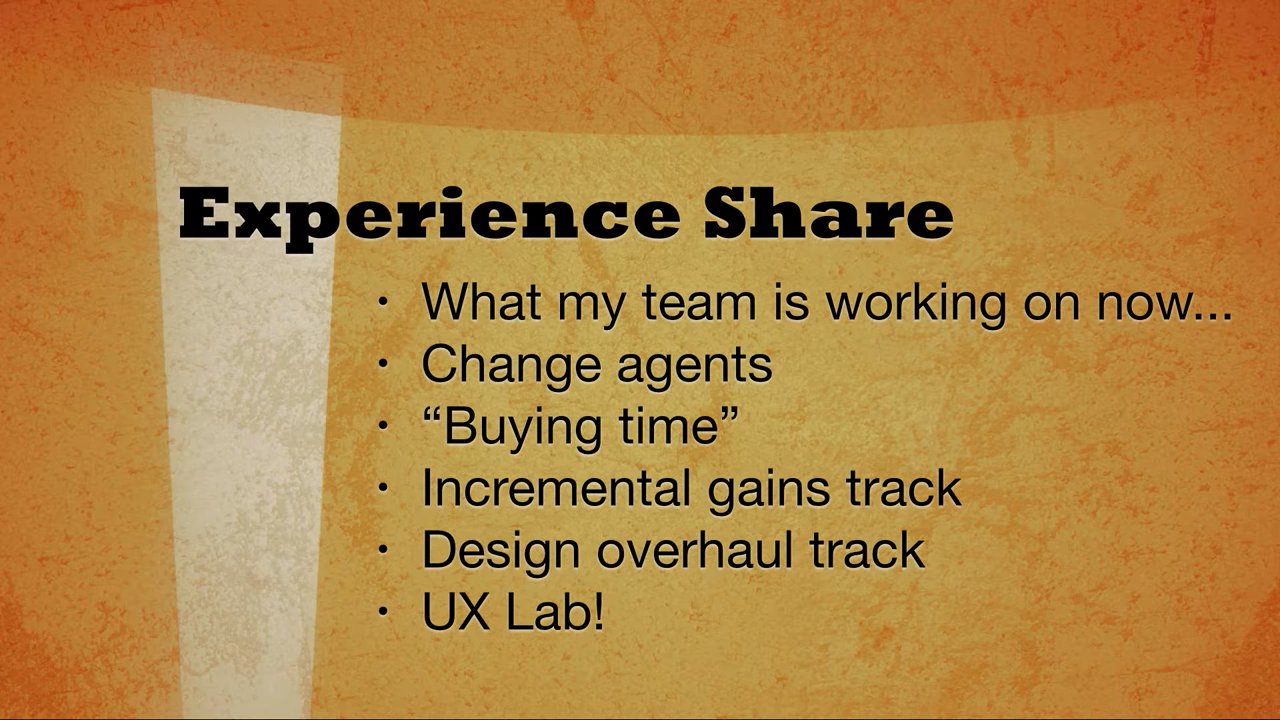 Experience Share
• What my team is working on now...
• Change agents
• “Buying time”
• Incremental gains track
• Design overhaul track
• UX Lab!